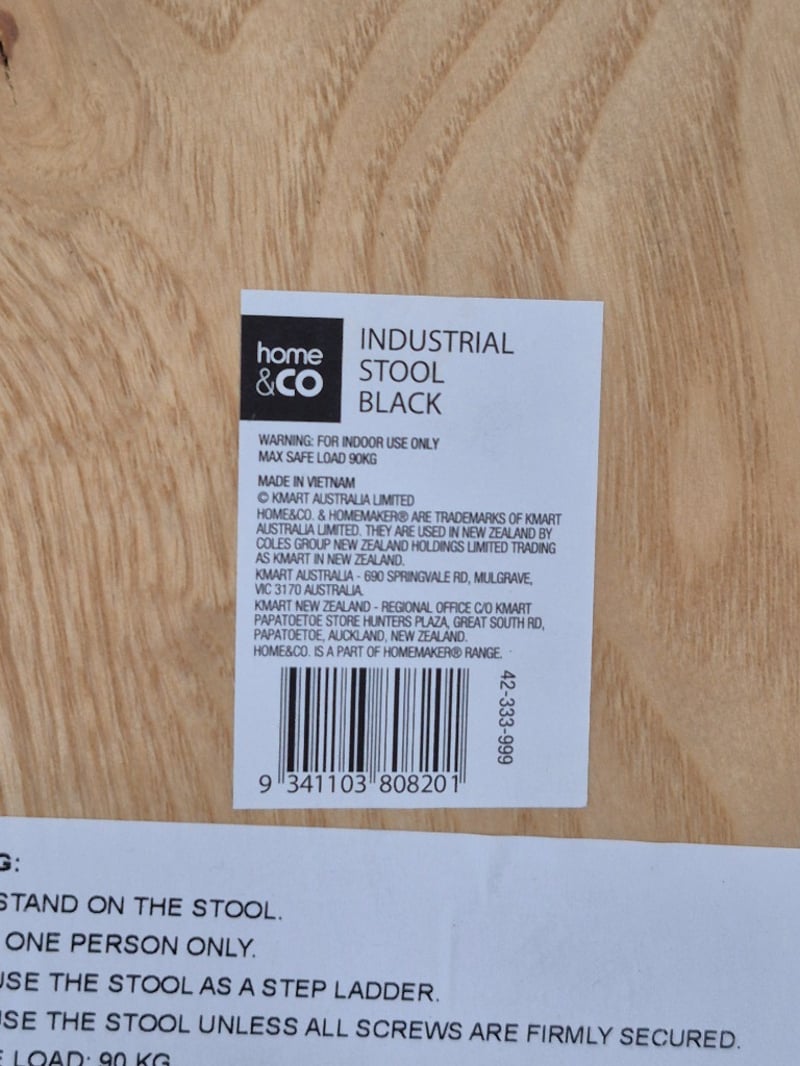 home
&CO
INDUSTRIAL
STOOL
BLACK
WARNING: FOR INDOOR USE ONLY
MAX SAFE LOAD 90KG
MADE IN VIETNAM
© KMART AUSTRALIA LIMITED
HOME&CO. & HOMEMAKER® ARE TRADEMARKS OF KMART
AUSTRALIA LIMITED. THEY ARE USED IN NEW ZEALAND BY
COLES GROUP NEW ZEALAND HOLDINGS LIMITED TRADING
AS KMART IN NEW ZEALAND.
KMART AUSTRALIA - 690 SPRINGVALE RD, MULGRAVE,
VIC 3170 AUSTRALIA.
KMART NEW ZEALAND - REGIONAL OFFICE C/O KMART
PAPATOETOE STORE HUNTERS PLAZA, GREAT SOUTH RD,
PAPATOETOE, AUCKLAND, NEW ZEALAND.
HOME&CO. IS A PART OF HOMEMAKER® RANGE.
42-333-999
9 341103 808201
G:
STAND ON THE STOOL.
ONE PERSON ONLY.
USE THE STOOL AS A STEP LADDER.
USE THE STOOL UNLESS ALL SCREWS ARE FIRMLY SECURED.
E LOAD: 90 KG